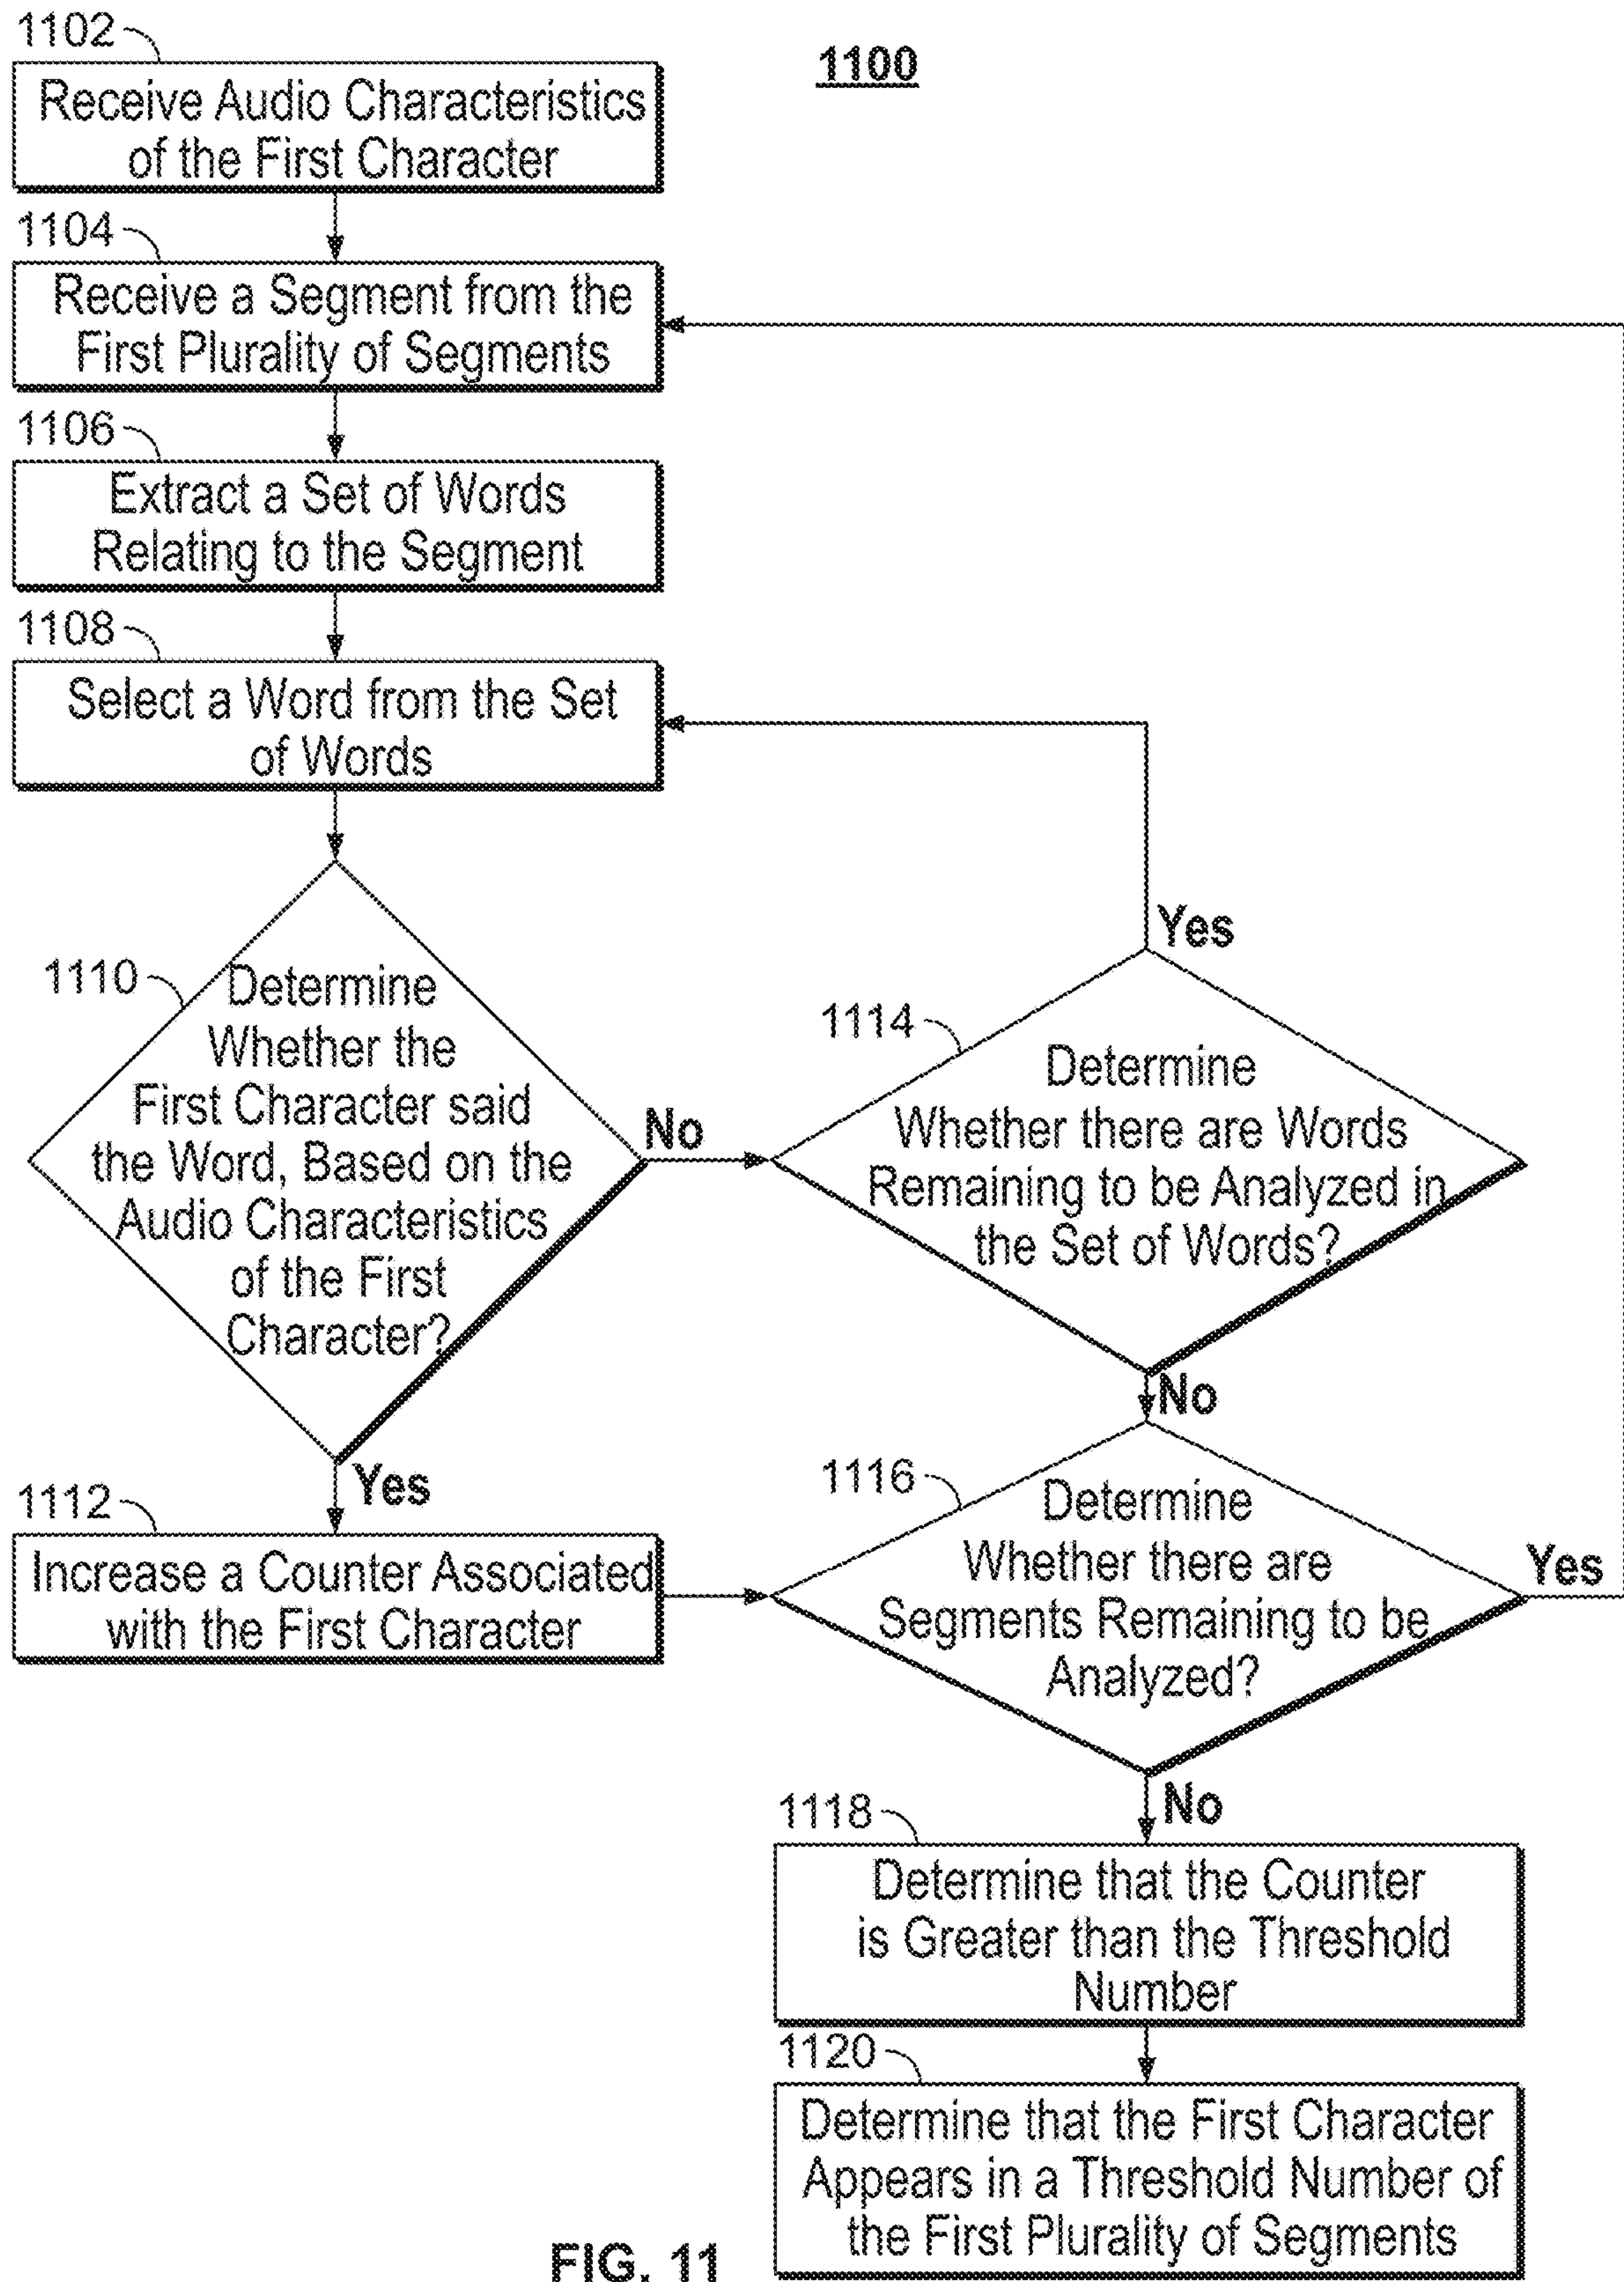 1100
1102
Receive Audio Characteristics
of the First Character
1104
Receive a Segment from the
First Plurality of Segments
1106
Extract a Set of Words
Relating to the Segment
1108
Select a Word from the Set
of Words
1110
Determine
Whether the
First Character said
the Word, Based on the
Audio Characteristics
of the First
Character?
No
Yes
1112
Increase a Counter Associated
with the First Character
Yes
1114
Determine
Whether there are Words
Remaining to be Analyzed in
the Set of Words?
No
1116
Determine
Whether there are
Segments Remaining to be
Analyzed?
Yes
No
1118
Determine that the Counter
is Greater than the Threshold
Number
1120
Determine that the First Character
Appears in a Threshold Number of
the First Plurality of Segments
FIG. 11